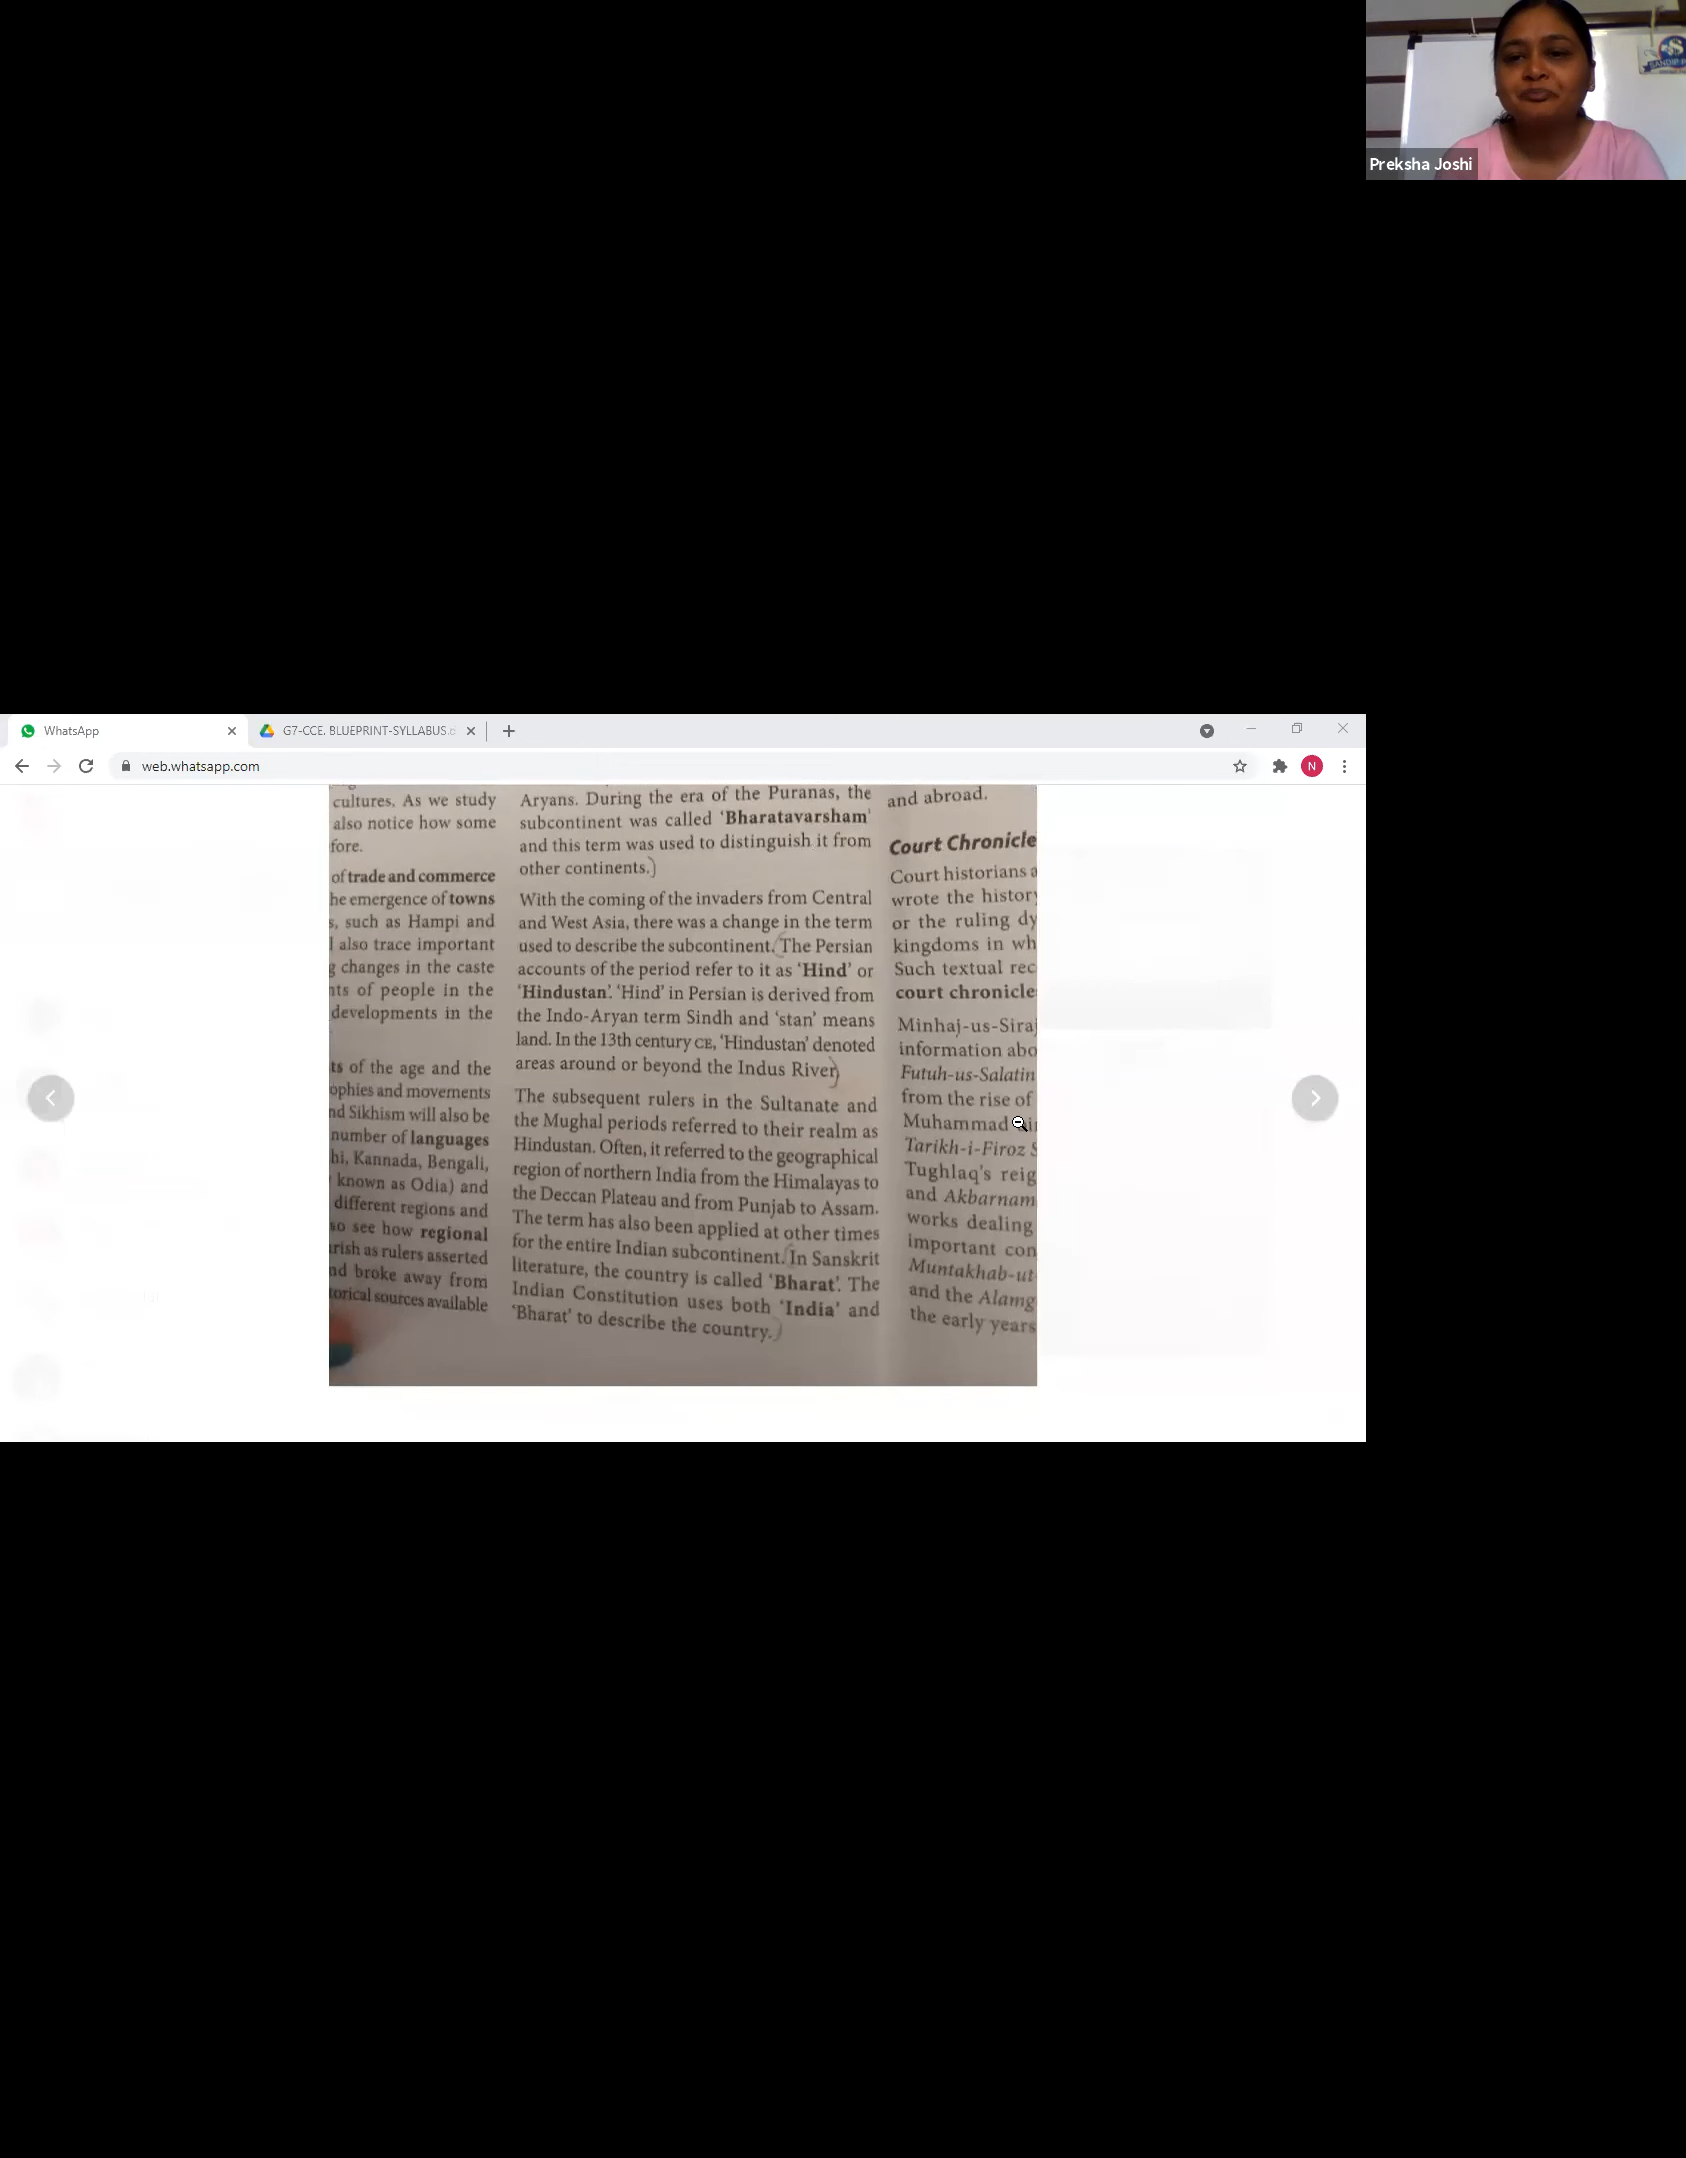 Preksha Joshi
WhatsApp
G7-CCE. BLUEPRINT-SYLLABUS.d
web.whatsapp.com
N
cultures. As we study
also notice how some
fore.
of trade and commerce
he emergence of towns
s, such as Hampi and
l also trace important
g changes in the caste
nts of people in the
developments in the
ts of the age and the
ophies and movements
nd Sikhism will also be
number of languages
hi, Kannada, Bengali,
known as Odia) and
different regions and
so see how regional
rish as rulers asserted
nd broke away from
torical sources available
Aryans. During the era of the Puranas, the
subcontinent was called ‘Bharatavarsham’
and this term was used to distinguish it from
other continents.)
With the coming of the invaders from Central
and West Asia, there was a change in the term
used to describe the subcontinent. (The Persian
accounts of the period refer to it as ‘Hind’ or
‘Hindustan’. ‘Hind’ in Persian is derived from
the Indo-Aryan term Sindh and ‘stan’ means
land. In the 13th century CE, ‘Hindustan’ denoted
areas around or beyond the Indus River)
The subsequent rulers in the Sultanate and
the Mughal periods referred to their realm as
Hindustan. Often, it referred to the geographical
region of northern India from the Himalayas to
the Deccan Plateau and from Punjab to Assam.
The term has also been applied at other times
for the entire Indian subcontinent. (In Sanskrit
literature, the country is called ‘Bharat’. The
Indian Constitution uses both ‘India’ and
‘Bharat’ to describe the country.)
and abroad.
Court Chronicle
Court historians a
wrote the history
or the ruling dy
kingdoms in wh
Such textual rec
court chronicle
Minhaj-us-Siraj
information abo
Futuh-us-Salatin
from the rise of
Muhammad
Tarikh-i-Firoz S
Tughlaq's reig
and Akbarnam
works dealing
important con
Muntakhab-ut-
and the Alamg
the early years